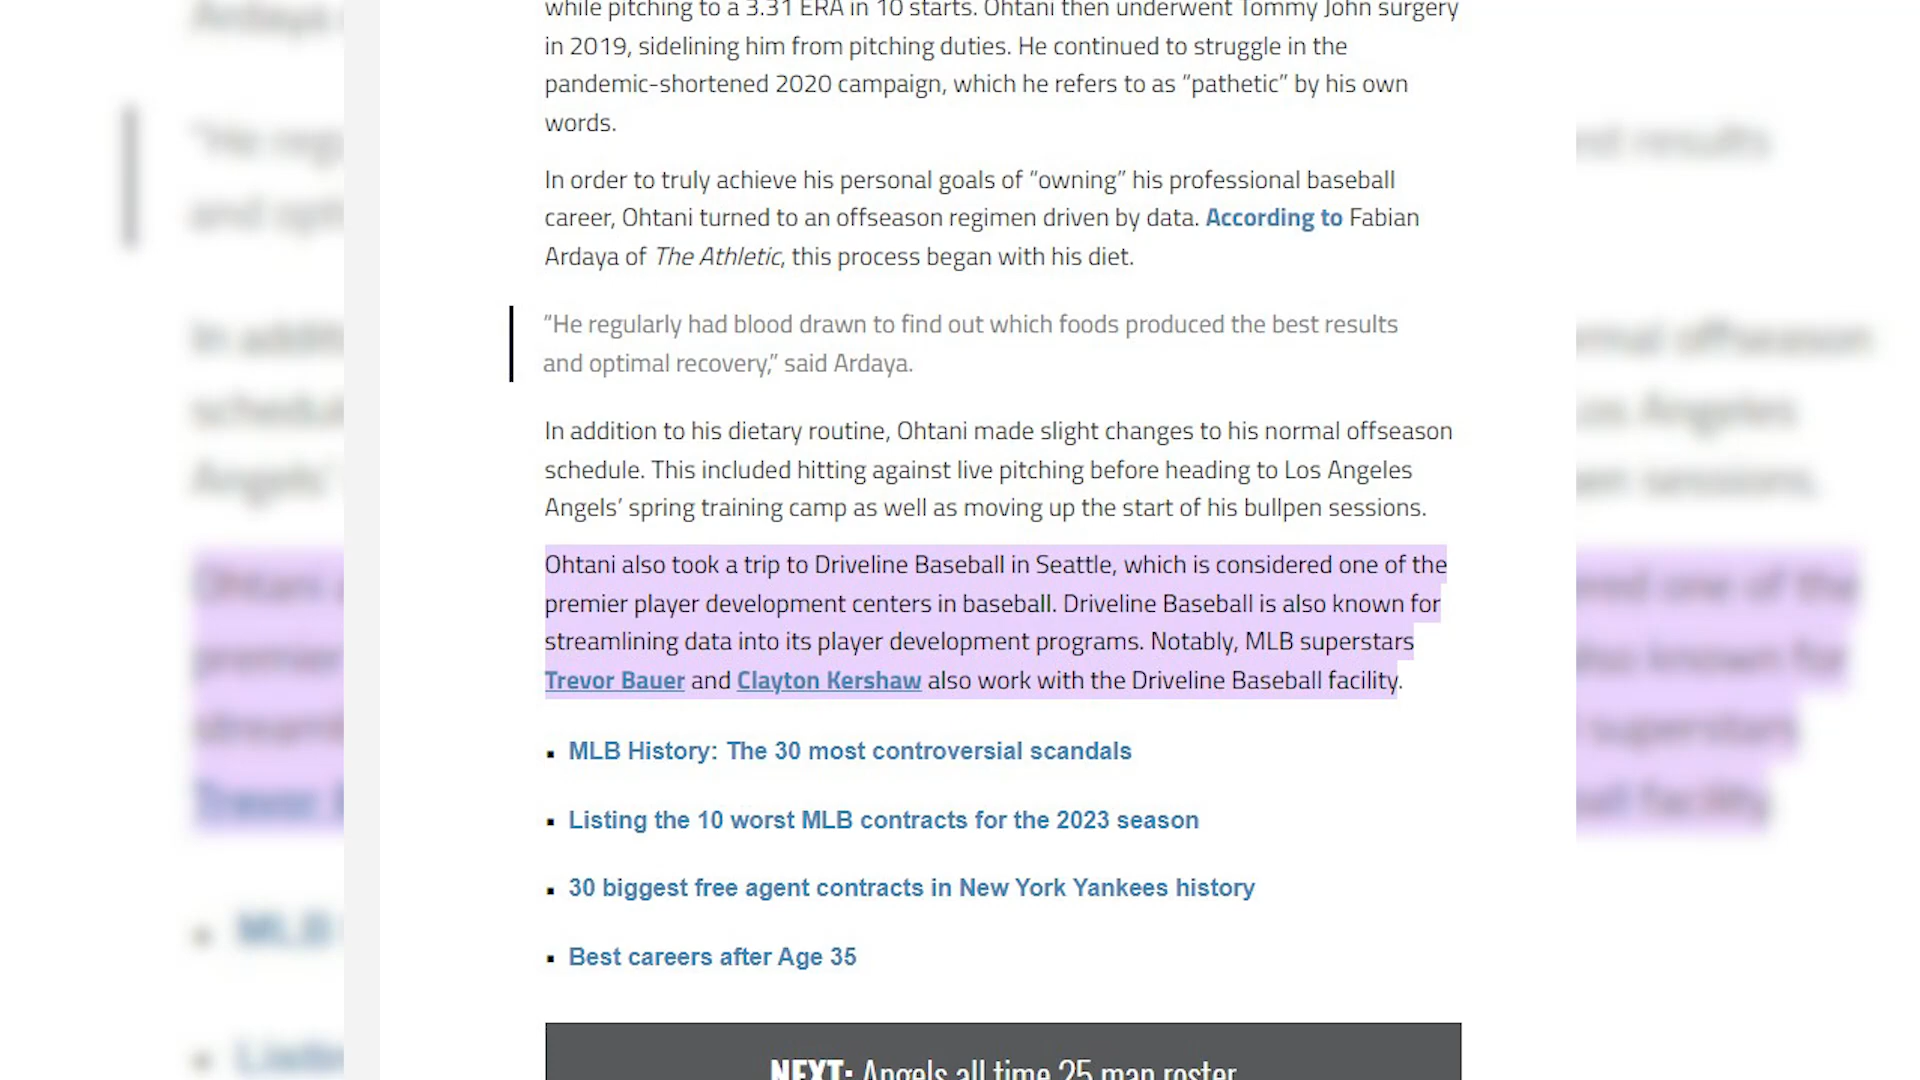 while pitching to a 3.31 ERA in 10 starts. Ohtani then underwent Tommy John surgery
in 2019, sidelining him from pitching duties. He continued to struggle in the
pandemic-shortened 2020 campaign, which he refers to as “pathetic” by his own
words.
In order to truly achieve his personal goals of “owning” his professional baseball
career, Ohtani turned to an offseason regimen driven by data. According to Fabian
Ardaya of The Athletic, this process began with his diet.
“He regularly had blood drawn to find out which foods produced the best results
and optimal recovery,” said Ardaya.
In addition to his dietary routine, Ohtani made slight changes to his normal offseason
schedule. This included hitting against live pitching before heading to Los Angeles
Angels’ spring training camp as well as moving up the start of his bullpen sessions.
Ohtani also took a trip to Driveline Baseball in Seattle, which is considered one of the
premier player development centers in baseball. Driveline Baseball is also known for
streamlining data into its player development programs. Notably, MLB superstars
Trevor Bauer and Clayton Kershaw also work with the Driveline Baseball facility.
▪ MLB History: The 30 most controversial scandals
▪ Listing the 10 worst MLB contracts for the 2023 season
▪ 30 biggest free agent contracts in New York Yankees history
▪ Best careers after Age 35
NEXT: Angels all time 25 man roster